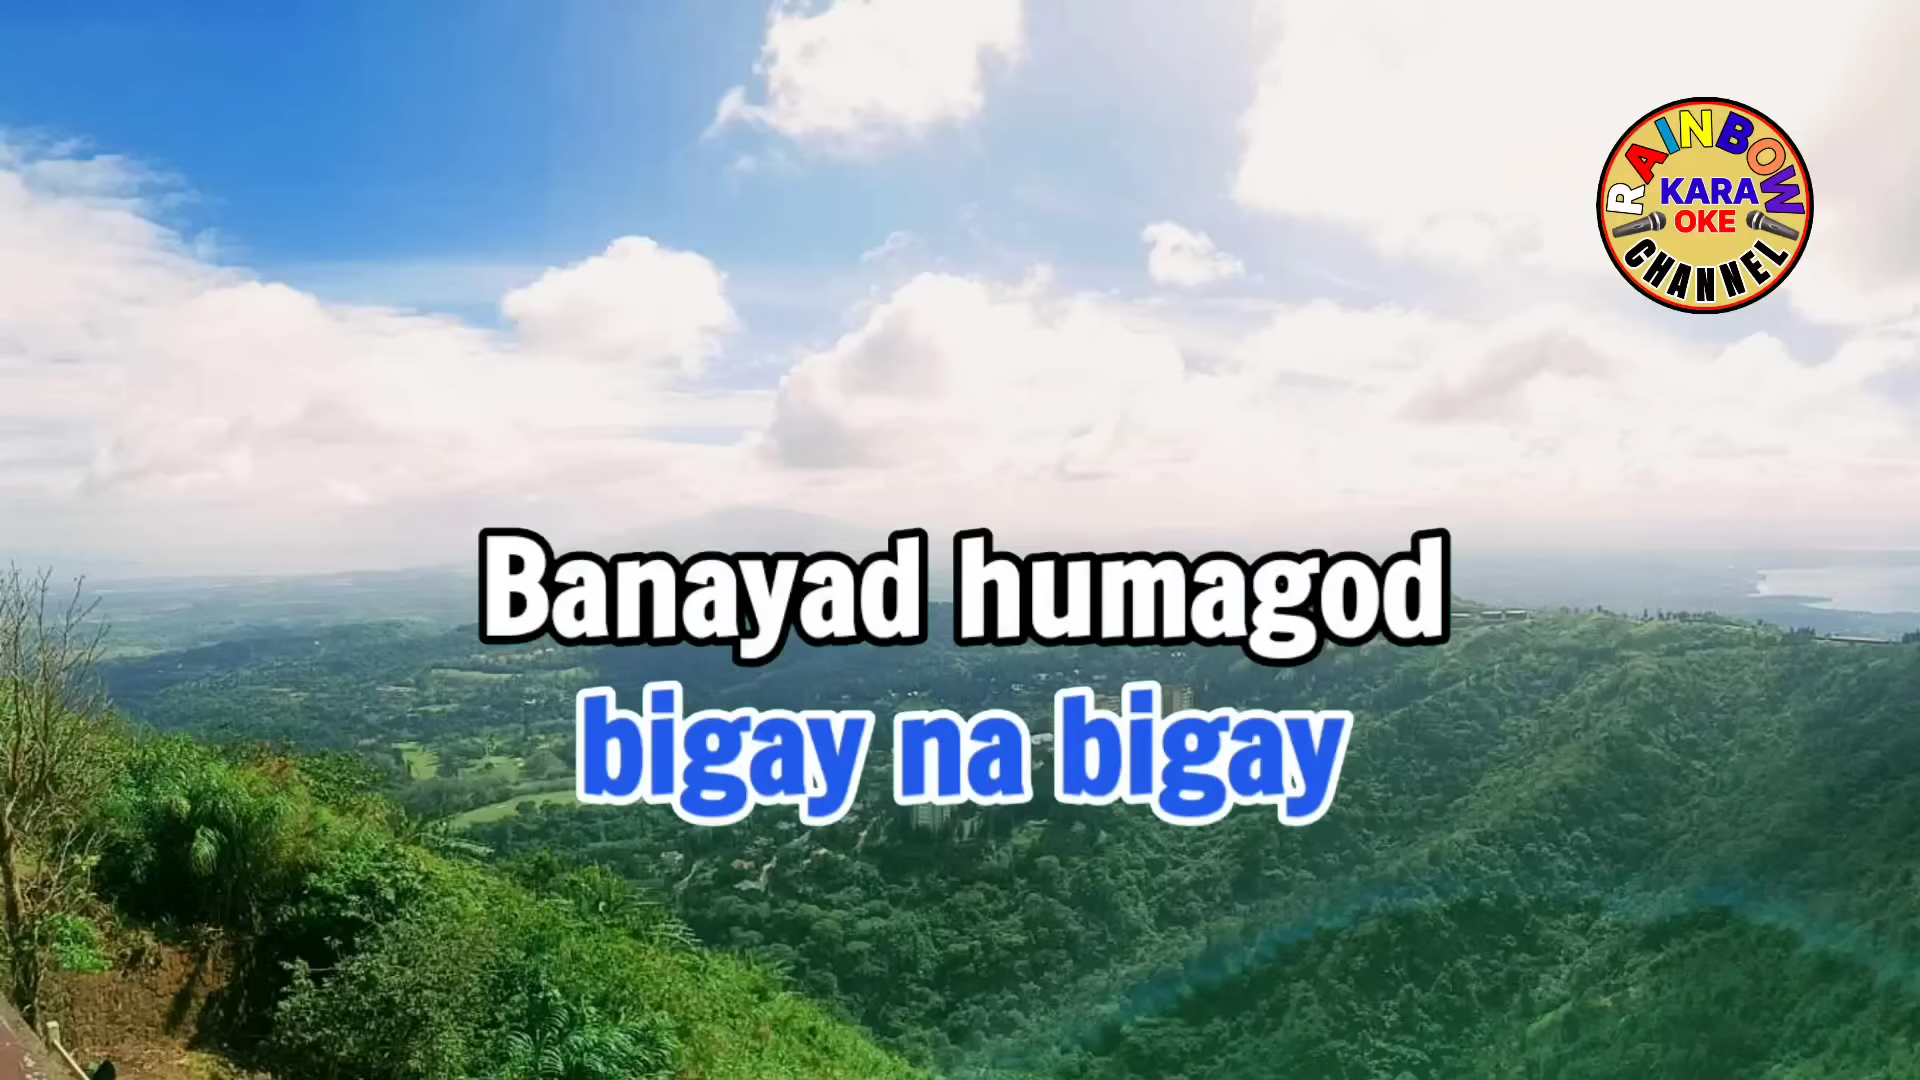 RAINBOW
KARA
OKE
CHANNEL
Banayad humagod
bigay na bigay